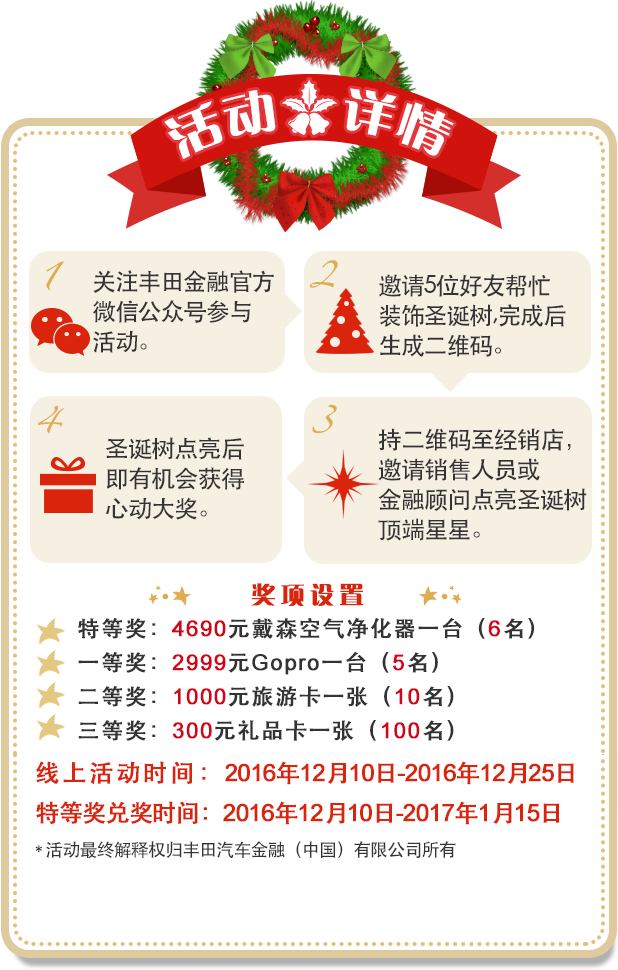 活动详情
1
关注丰田金融官方
微信公众号参与
活动。
2
邀请5位好友帮忙
装饰圣诞树,完成后
生成二维码。
3
持二维码至经销店，
邀请销售人员或
金融顾问点亮圣诞树
顶端星星。
4
圣诞树点亮后
即有机会获得
心动大奖。
奖项设置
特等奖：4690元戴森空气净化器一台（6名）
一等奖：2999元Gopro一台（5名）
二等奖：1000元旅游卡一张（10名）
三等奖：300元礼品卡一张（100名）
线上活动时间：2016年12月10日-2016年12月25日
特等奖兑奖时间：2016年12月10日-2017年1月15日
*活动最终解释权归丰田汽车金融（中国）有限公司所有